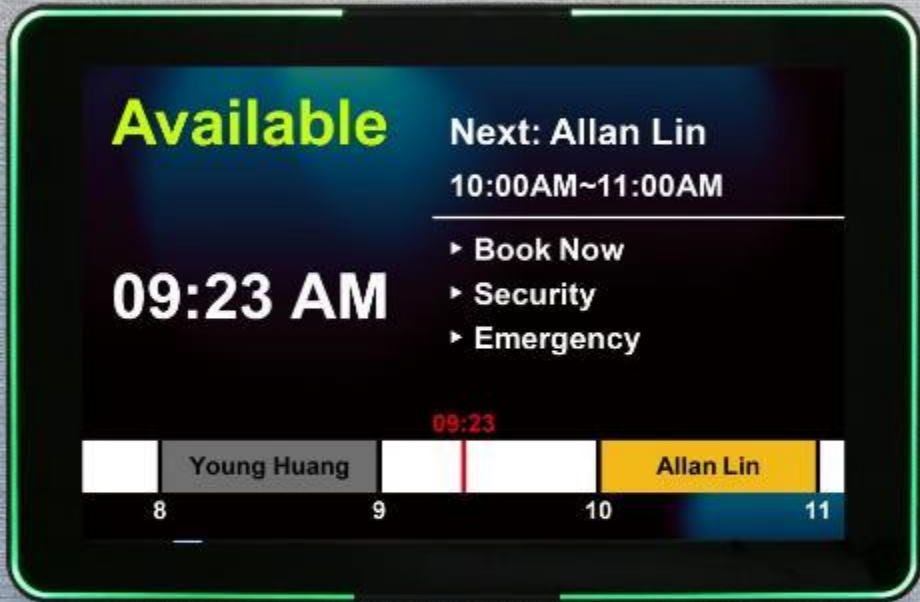 Available
Next: Allan Lin
10:00AM~11:00AM
09:23 AM
▸ Book Now
▸ Security
▸ Emergency
09:23
Young Huang
Allan Lin
8 9 10 11